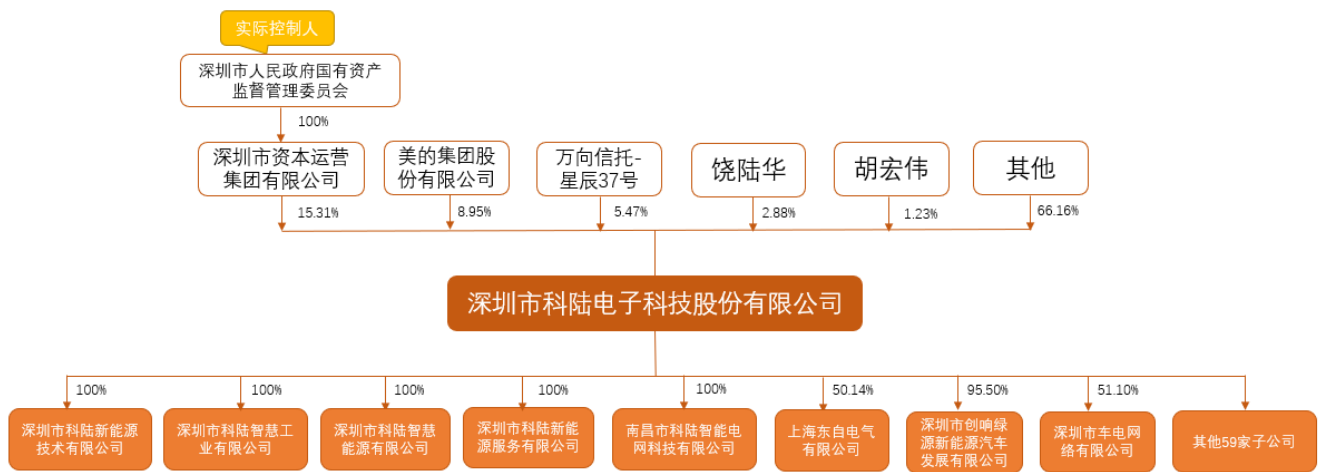 实际控制人
深圳市人民政府国有资产
监督管理委员会
100%
深圳市资本运营
集团有限公司
美的集团股
份有限公司
万向信托-
星辰37号
饶陆华
胡宏伟
其他
15.31%
8.95%
5.47%
2.88%
1.23%
66.16%
深圳市科陆电子科技股份有限公司
100%
100%
100%
100%
100%
50.14%
95.50%
51.10%
深圳市科陆新能源
技术有限公司
深圳市科陆智慧工
业有限公司
深圳市科陆智慧
能源有限公司
深圳市科陆新能
源服务有限公司
南昌市科陆智能电
网科技有限公司
上海东自电气
有限公司
深圳市创响绿
源新能源汽车
发展有限公司
深圳市车电网
络有限公司
其他59家子公司